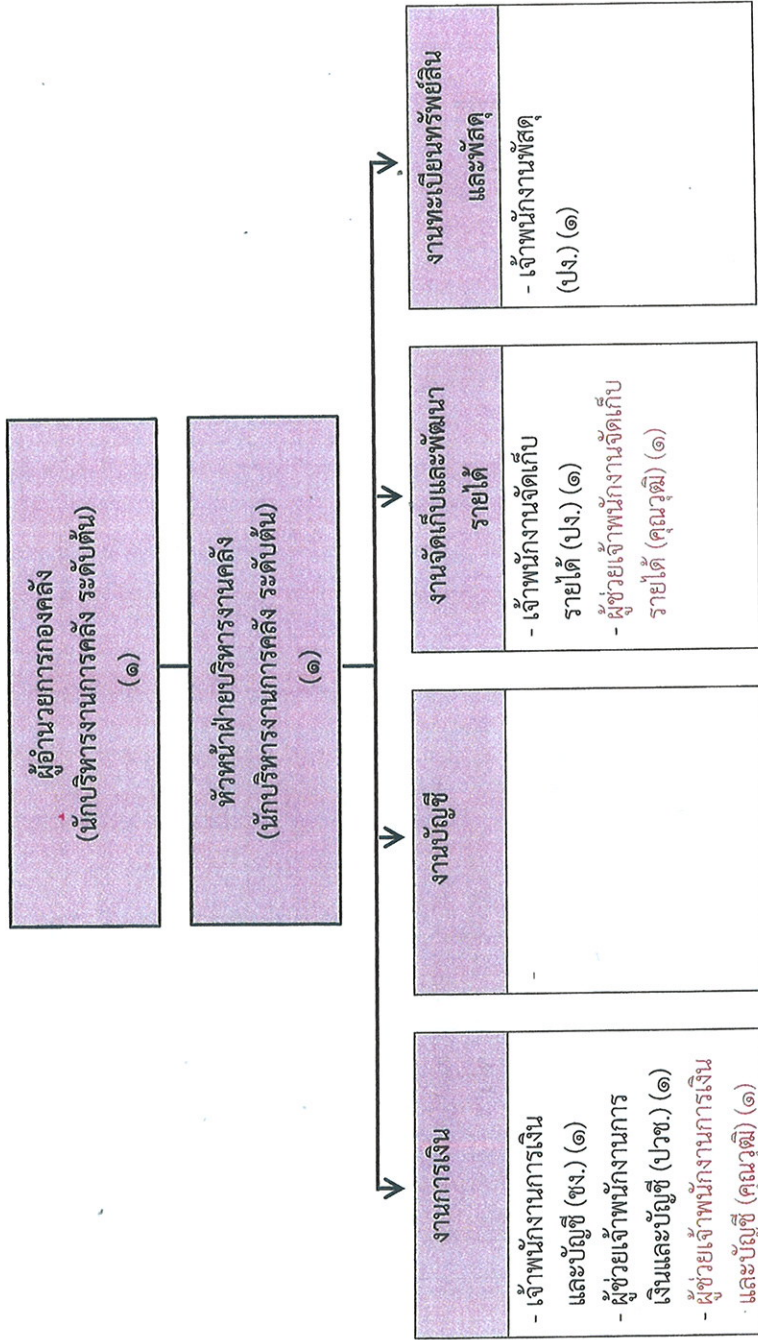 ผู้อำนวยการกองคลัง
(นักบริหารงานการคลัง ระดับต้น)
(๑)
หัวหน้าฝ่ายบริหารงานคลัง
(นักบริหารงานการคลัง ระดับต้น)
(๑)
งานการเงิน
- เจ้าพนักงานการเงิน
และบัญชี (ชง.) (๑)
- ผู้ช่วยเจ้าพนักงานการ
เงินและบัญชี (ปวช.) (๑)
- ผู้ช่วยเจ้าพนักงานการเงิน
และบัญชี (คุณวุฒิ) (๑)
งานบัญชี
-
งานจัดเก็บและพัฒนา
รายได้
- เจ้าพนักงานจัดเก็บ
รายได้ (ปง.) (๑)
- ผู้ช่วยเจ้าพนักงานจัดเก็บ
รายได้ (คุณวุฒิ) (๑)
งานทะเบียนทรัพย์สิน
และพัสดุ
- เจ้าพนักงานพัสดุ
(ปง.) (๑)